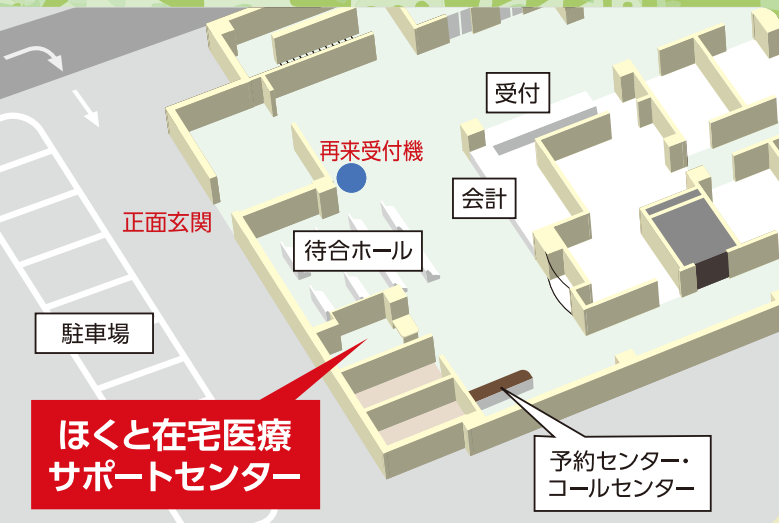 受付
再来受付機
会計
正面玄関
待合ホール
駐車場
ほくと在宅医療
サポートセンター
予約センター・
コールセンター